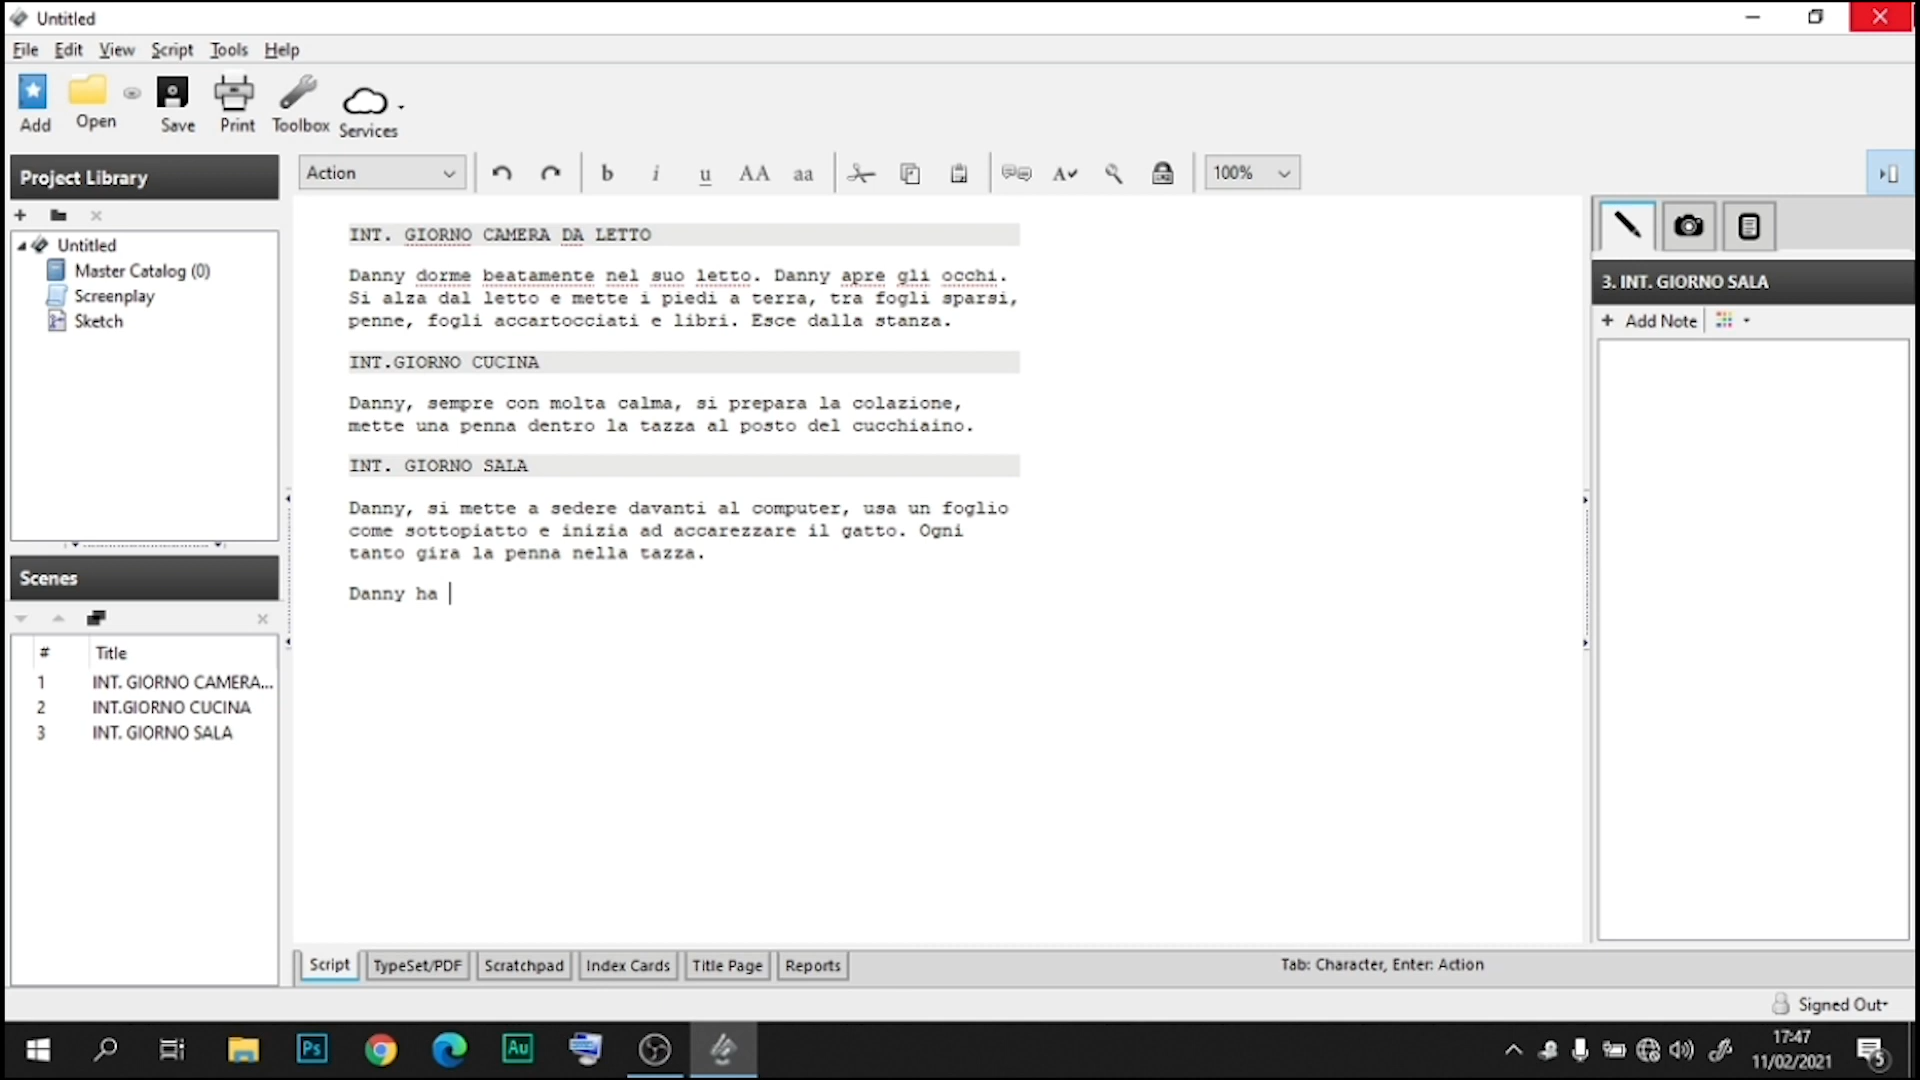 Untitled
File Edit View Script Tools Help
Add Open Save Print Toolbox Services
Project Library
Action b i u AA aa 100%
Untitled
Master Catalog (0)
Screenplay
Sketch
INT. GIORNO CAMERA DA LETTO
Danny dorme beatamente nel suo letto. Danny apre gli occhi.
Si alza dal letto e mette i piedi a terra, tra fogli sparsi,
penne, fogli accartocciati e libri. Esce dalla stanza.
INT.GIORNO CUCINA
Danny, sempre con molta calma, si prepara la colazione,
mette una penna dentro la tazza al posto del cucchiaino.
INT. GIORNO SALA
Danny, si mette a sedere davanti al computer, usa un foglio
come sottopiatto e inizia ad accarezzare il gatto. Ogni
tanto gira la penna nella tazza.
Danny ha
3. INT. GIORNO SALA
+ Add Note
Scenes
# Title
1 INT. GIORNO CAMERA...
2 INT.GIORNO CUCINA
3 INT. GIORNO SALA
Script TypeSet/PDF Scratchpad Index Cards Title Page Reports
Tab: Character, Enter: Action
Signed Out
Ps Au
17:47
11/02/2021
5